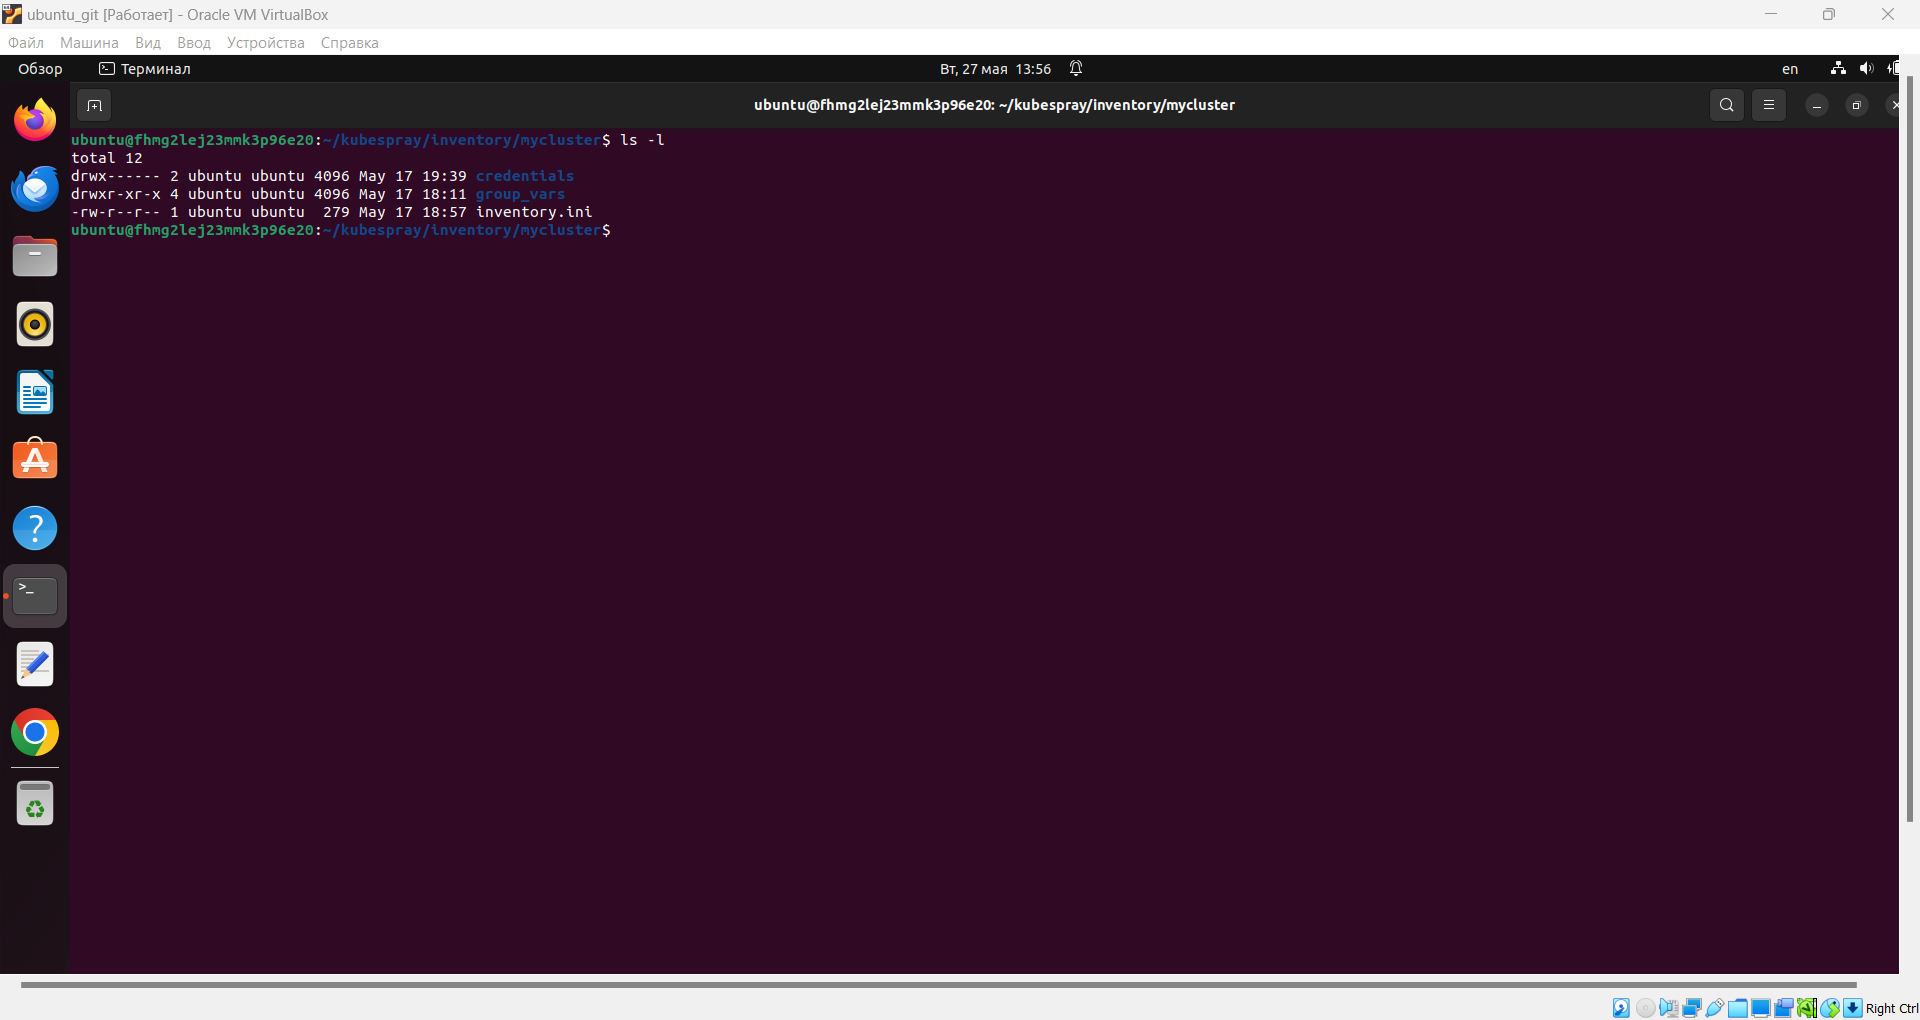 ubuntu_git [Работает] - Oracle VM VirtualBox
Файл Машина Вид Ввод Устройства Справка
Обзор Терминал Вт, 27 мая 13:56 en
ubuntu@fhmg2lej23mmk3p96e20: ~/kubespray/inventory/mycluster
ubuntu@fhmg2lej23mmk3p96e20:~/kubespray/inventory/mycluster$ ls -l
total 12
drwx------ 2 ubuntu ubuntu 4096 May 17 19:39 credentials
drwxr-xr-x 4 ubuntu ubuntu 4096 May 17 18:11 group_vars
-rw-r--r-- 1 ubuntu ubuntu  279 May 17 18:57 inventory.ini
ubuntu@fhmg2lej23mmk3p96e20:~/kubespray/inventory/mycluster$
Right Ctrl